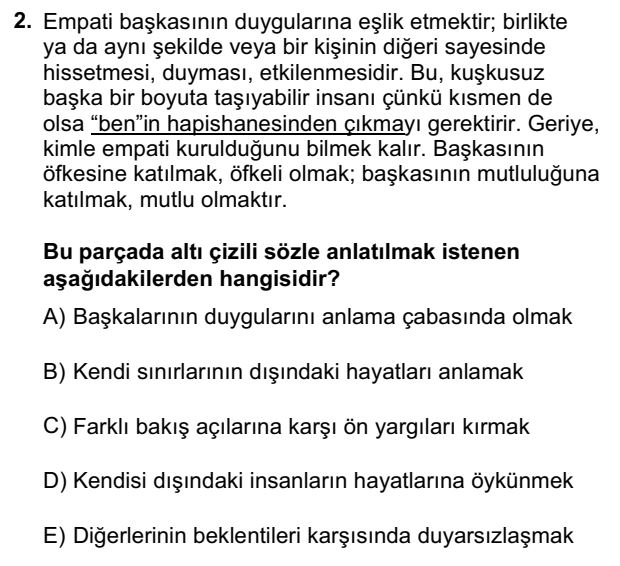 2. Empati başkasının duygularına eşlik etmektir; birlikte
ya da aynı şekilde veya bir kişinin diğeri sayesinde
hissetmesi, duyması, etkilenmesidir. Bu, kuşkusuz
başka bir boyuta taşıyabilir insanı çünkü kısmen de
olsa “ben”in hapishanesinden çıkmayı gerektirir. Geriye,
kimle empati kurulduğunu bilmek kalır. Başkasının
öfkesine katılmak, öfkeli olmak; başkasının mutluluğuna
katılmak, mutlu olmaktır.
Bu parçada altı çizili sözle anlatılmak istenen
aşağıdakilerden hangisidir?
A) Başkalarının duygularını anlama çabasında olmak
B) Kendi sınırlarının dışındaki hayatları anlamak
C) Farklı bakış açılarına karşı ön yargıları kırmak
D) Kendisi dışındaki insanların hayatlarına öykünmek
E) Diğerlerinin beklentileri karşısında duyarsızlaşmak